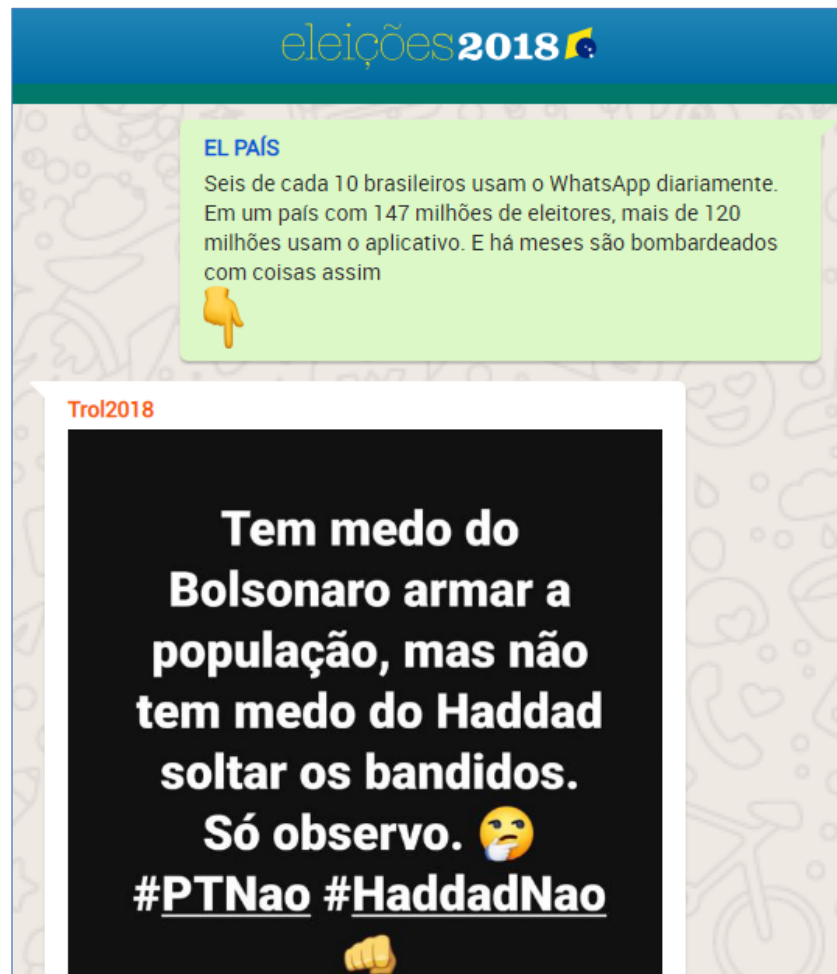 eleições2018
EL PAÍS
Seis de cada 10 brasileiros usam o WhatsApp diariamente.
Em um país com 147 milhões de eleitores, mais de 120
milhões usam o aplicativo. E há meses são bombardeados
com coisas assim
👇
Trol2018
Tem medo do
Bolsonaro armar a
população, mas não
tem medo do Haddad
soltar os bandidos.
Só observo. 🤔
#PTNao #HaddadNao
👊